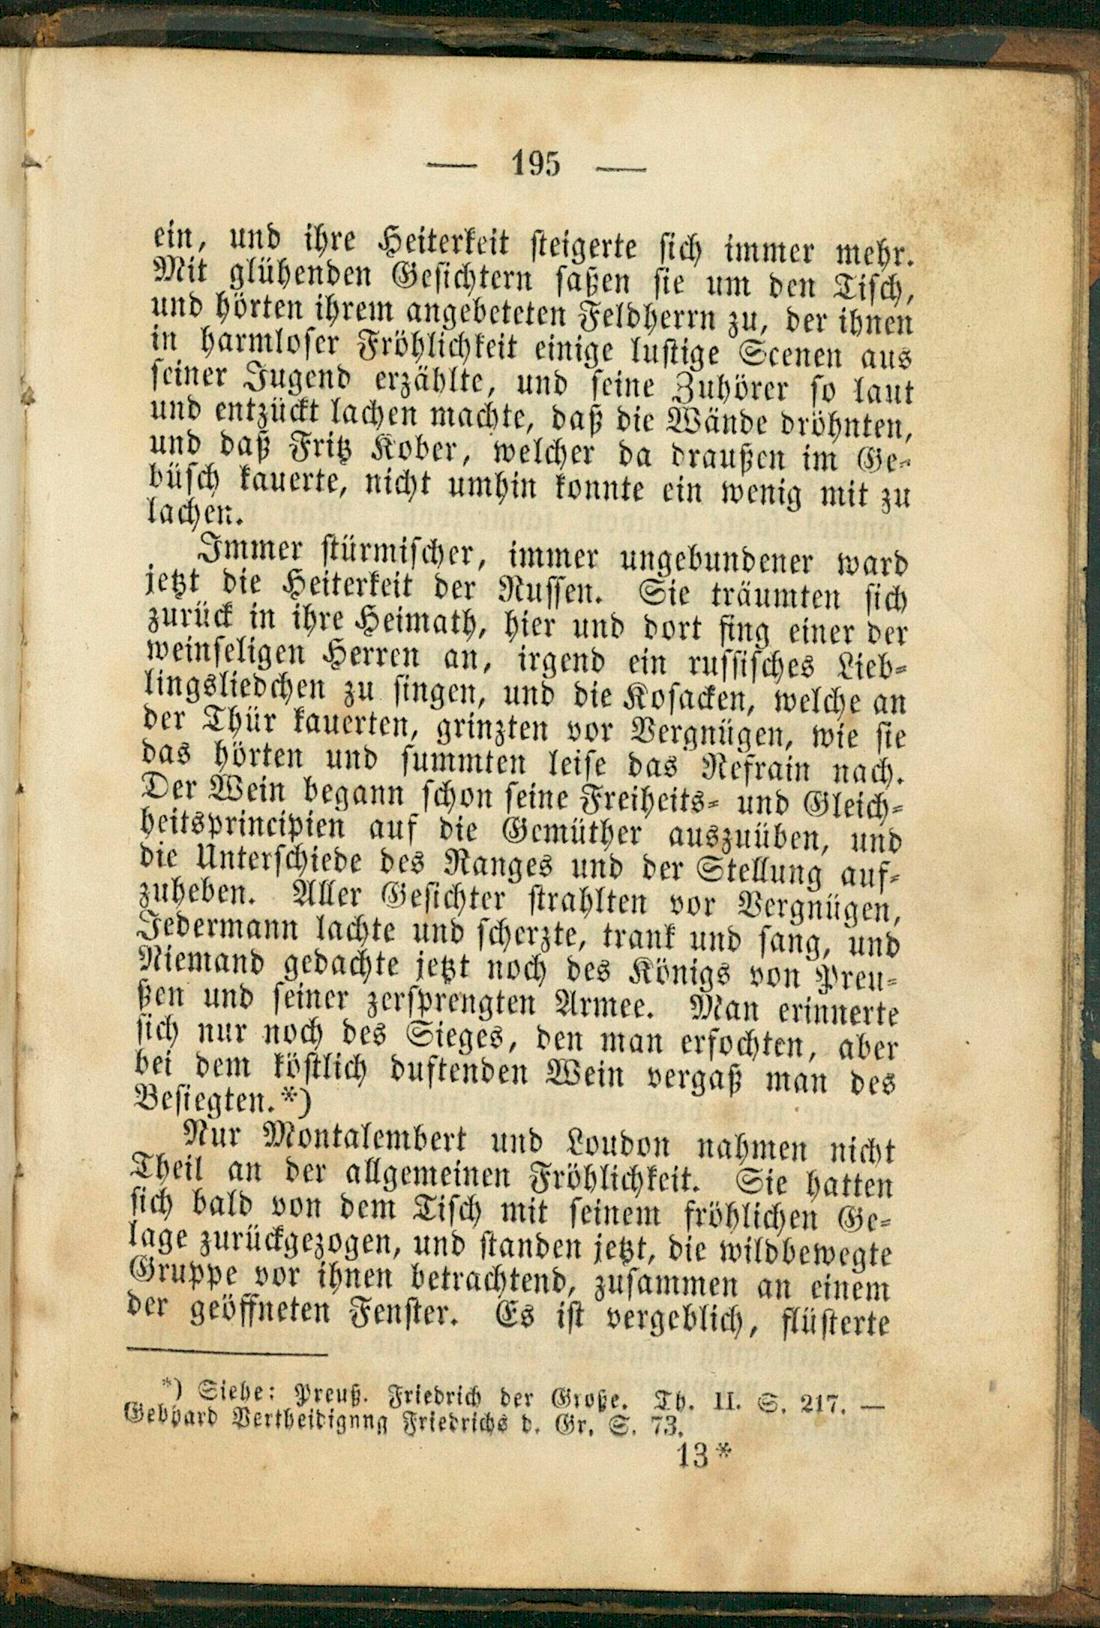 — 195 —
ein, und ihre Heiterkeit steigerte sich immer mehr.
Mit glühenden Gesichtern saßen sie um den Tisch,
und hörten ihrem angebeteten Feldherrn zu, der ihnen
in harmloser Fröhlichkeit einige lustige Scenen aus
seiner Jugend erzählte, und seine Zuhörer so laut
und entzückt lachen machte, daß die Wände dröhnten,
und daß Fritz Kober, welcher da draußen im Ge-
büsch kauerte, nicht umhin konnte ein wenig mit zu
lachen.
Immer stürmischer, immer ungebundener ward
jetzt die Heiterkeit der Russen. Sie träumten sich
zurück in ihre Heimath, hier und dort fing einer der
weinseligen Herren an, irgend ein russisches Lieb-
lingsliedchen zu singen, und die Kosacken, welche an
der Thür kauerten, grinzten vor Vergnügen, wie sie
das hörten und summten leise das Refrain nach.
Der Wein begann schon seine Freiheits- und Gleich-
heitsprincipien auf die Gemüther auszuüben, und
die Unterschiede des Ranges und der Stellung auf-
zuheben. Aller Gesichter strahlten vor Vergnügen,
Jedermann lachte und scherzte, trank und sang, und
Niemand gedachte jetzt noch des Königs von Preu-
ßen und seiner zersprengten Armee. Man erinnerte
sich nur noch des Sieges, den man erfochten, aber
bei dem köstlich duftenden Wein vergaß man des
Besiegten.*)
Nur Montalembert und Loudon nahmen nicht
Theil an der allgemeinen Fröhlichkeit. Sie hatten
sich bald von dem Tisch mit seinem fröhlichen Ge-
lage zurückgezogen, und standen jetzt, die wildbewegte
Gruppe vor ihnen betrachtend, zusammen an einem
der geöffneten Fenster. Es ist vergeblich, flüsterte
*) Siehe: Preuß. Friedrich der Große. Th. II. S. 217. —
Gebhard Vertheidignng Friedrichs d. Gr. S. 73.
13*